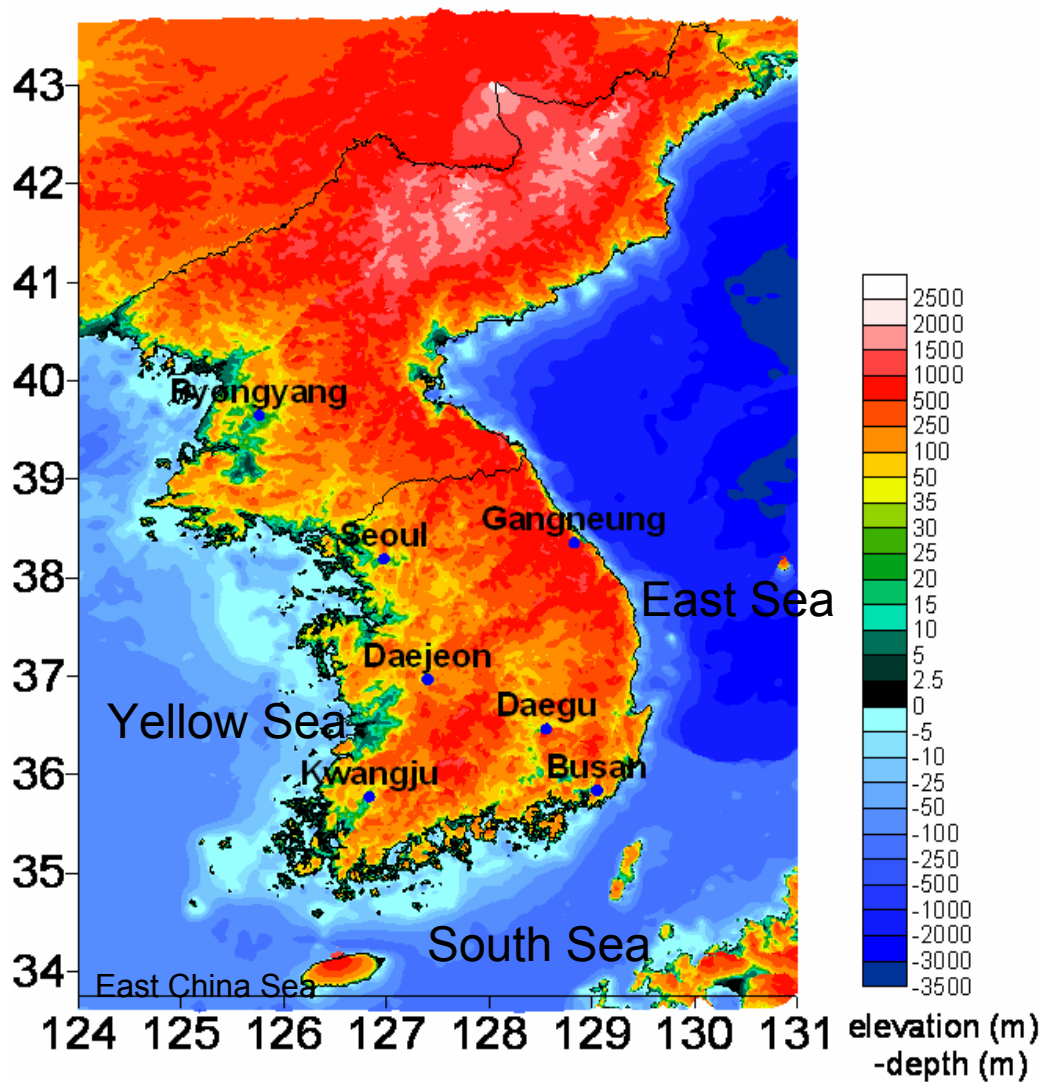 43
42
41
40
39
38
37
36
35
34
Pyongyang
Seoul
Gangneung
East Sea
Daejeon
Daegu
Yellow Sea
Kwangju
Busan
South Sea
East China Sea
124 125 126 127 128 129 130 131
2500
2000
1500
1000
500
250
100
50
35
30
25
20
15
10
5
2.5
0
-5
-10
-25
-50
-100
-250
-500
-1000
-2000
-3000
-3500
elevation (m)
-depth (m)